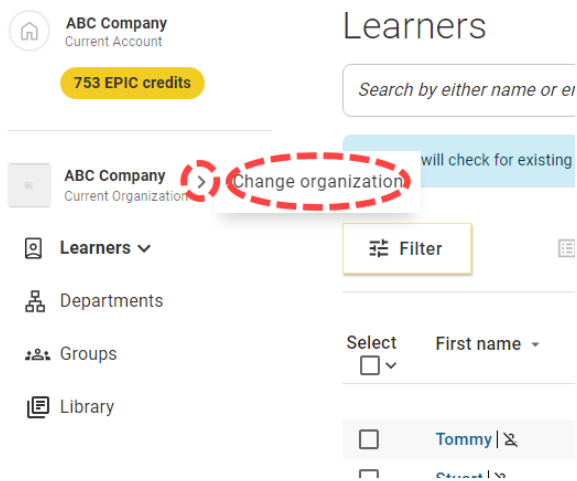 ABC Company
Current Account
753 EPIC credits
ABC Company
Current Organization
Change organization
Learners
Departments
Groups
Library
Learners
Search by either name or
will check for existing
Filter
Select
First name
Tommy
Stuart